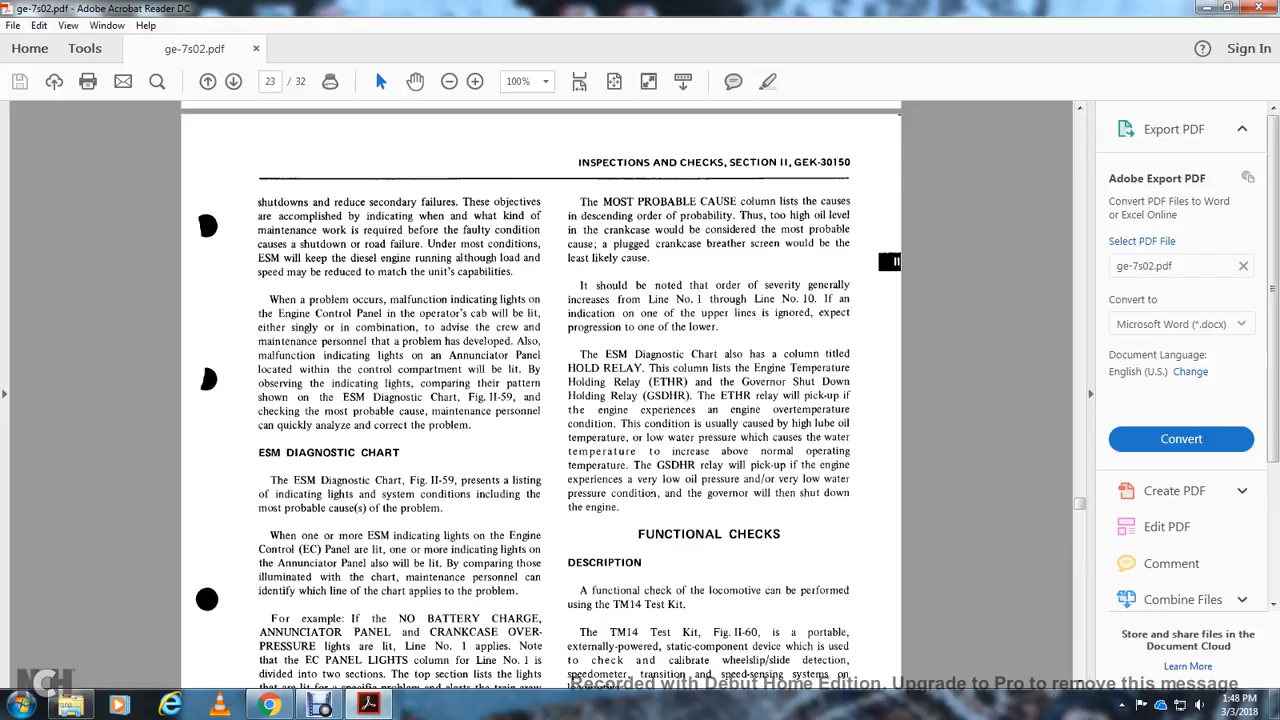 ge-7s02.pdf - Adobe Acrobat Reader DC
File Edit View Window Help
Home Tools ge-7s02.pdf × Sign In
23 / 32 100%
INSPECTIONS AND CHECKS, SECTION II, GEK-30150
shutdowns and reduce secondary failures. These objectives
are accomplished by indicating when and what kind of
maintenance work is required before the faulty condition
causes a shutdown or road failure. Under most conditions,
ESM will keep the diesel engine running although load and
speed may be reduced to match the unit's capabilities.
When a problem occurs, malfunction indicating lights on
the Engine Control Panel in the operator's cab will be lit,
either singly or in combination, to advise the crew and
maintenance personnel that a problem has developed. Also,
malfunction indicating lights on an Annunciator Panel
located within the control compartment will be lit. By
observing the indicating lights, comparing their pattern
shown on the ESM Diagnostic Chart, Fig. II-59, and
checking the most probable cause, maintenance personnel
can quickly analyze and correct the problem.
ESM DIAGNOSTIC CHART
The ESM Diagnostic Chart, Fig. II-59, presents a listing
of indicating lights and system conditions including the
most probable cause(s) of the problem.
When one or more ESM indicating lights on the Engine
Control (EC) Panel are lit, one or more indicating lights on
the Annunciator Panel also will be lit. By comparing those
illuminated with the chart, maintenance personnel can
identify which line of the chart applies to the problem.
For example: If the NO BATTERY CHARGE,
ANNUNCIATOR PANEL and CRANKCASE OVER-
PRESSURE lights are lit, Line No. 1 applies. Note
that the EC PANEL LIGHTS column for Line No. 1 is
divided into two sections. The top section lists the lights
that are lit for a specific problem and alerts the train crew
The MOST PROBABLE CAUSE column lists the causes
in descending order of probability. Thus, too high oil level
in the crankcase would be considered the most probable
cause; a plugged crankcase breather screen would be the
least likely cause.
It should be noted that order of severity generally
increases from Line No. 1 through Line No. 10. If an
indication on one of the upper lines is ignored, expect
progression to one of the lower.
The ESM Diagnostic Chart also has a column titled
HOLD RELAY. This column lists the Engine Temperature
Holding Relay (ETHR) and the Governor Shut Down
Holding Relay (GSDHR). The ETHR relay will pick-up if
the engine experiences an engine overtemperature
condition. This condition is usually caused by high lube oil
temperature, or low water pressure which causes the water
temperature to increase above normal operating
temperature. The GSDHR relay will pick-up if the engine
experiences a very low oil pressure and/or very low water
pressure condition, and the governor will then shut down
the engine.
FUNCTIONAL CHECKS
DESCRIPTION
A functional check of the locomotive can be performed
using the TM14 Test Kit.
The TM14 Test Kit, Fig. II-60, is a portable,
externally-powered, static-component device which is used
to check and calibrate wheelslip/slide detection,
speedometer, transition and speed-sensing systems on
II
Export PDF
Adobe Export PDF
Convert PDF Files to Word
or Excel Online
Select PDF File
ge-7s02.pdf
Convert to
Microsoft Word (*.docx)
Document Language:
English (U.S.) Change
Convert
Create PDF
Edit PDF
Comment
Combine Files
Store and share files in the
Document Cloud
Learn More
NCH
Recorded with Debut Home Edition. Upgrade to Pro to remove this message
1:48 PM
3/3/2018